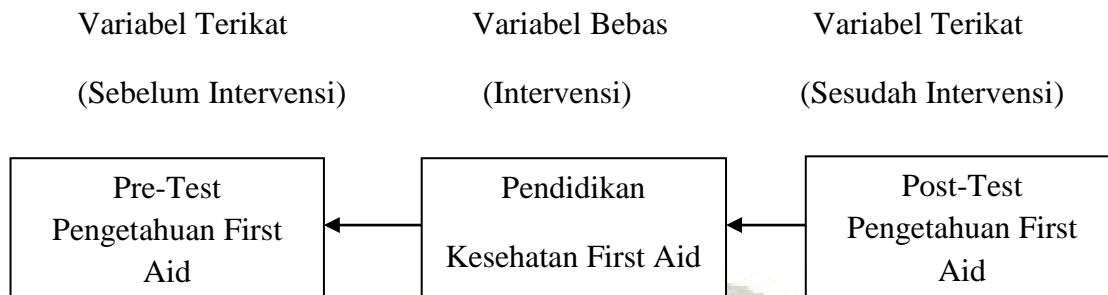 Variabel Terikat
(Sebelum Intervensi)
Variabel Bebas
(Intervensi)
Variabel Terikat
(Sesudah Intervensi)
Pre-Test
Pengetahuan First
Aid
Pendidikan
Kesehatan First Aid
Post-Test
Pengetahuan First
Aid